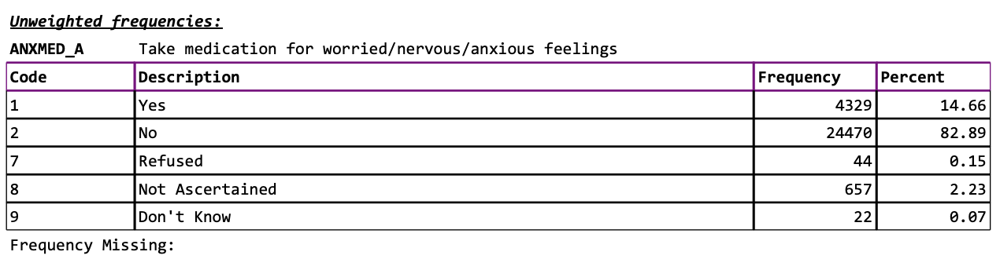 Unweighted frequencies:
ANXMED_A Take medication for worried/nervous/anxious feelings
Code Description Frequency Percent
1 Yes 4329 14.66
2 No 24470 82.89
7 Refused 44 0.15
8 Not Ascertained 657 2.23
9 Don't Know 22 0.07
Frequency Missing: